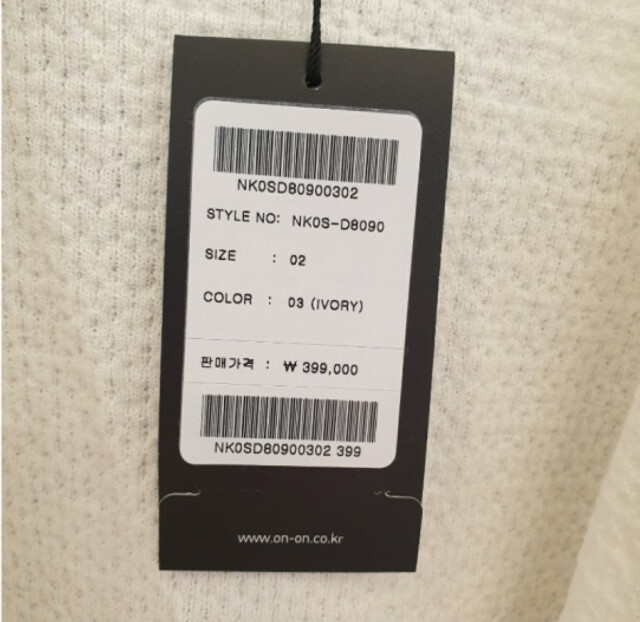 NK0SD80900302
STYLE NO: NK0S-D8090
SIZE : 02
COLOR : 03 (IVORY)
판매가격 : ₩ 399,000
NK0SD80900302 399
www.on-on.co.kr